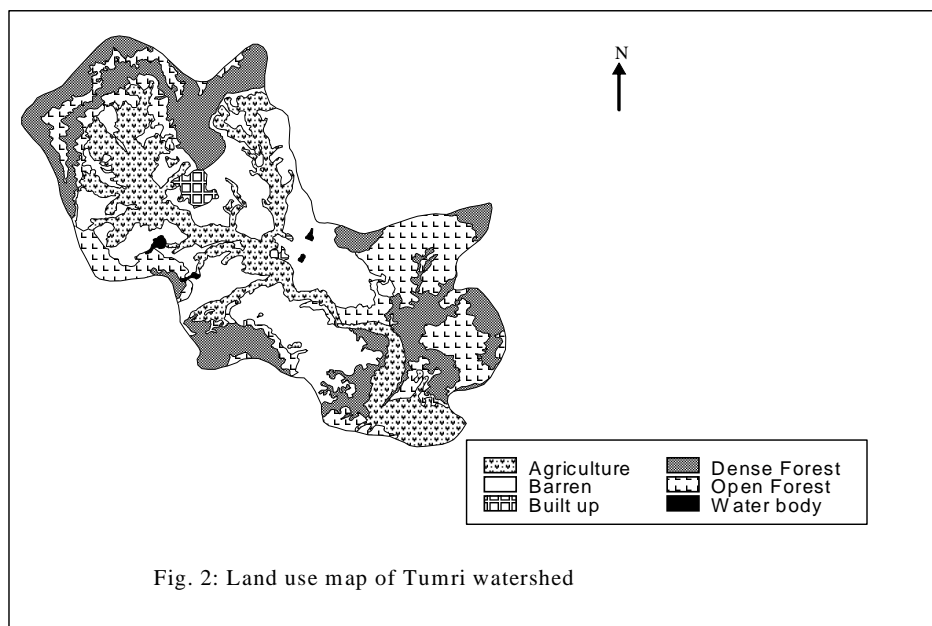 N
Agriculture Dense Forest
Barren Open Forest
Built up Water body
Fig. 2: Land use map of Tumri watershed